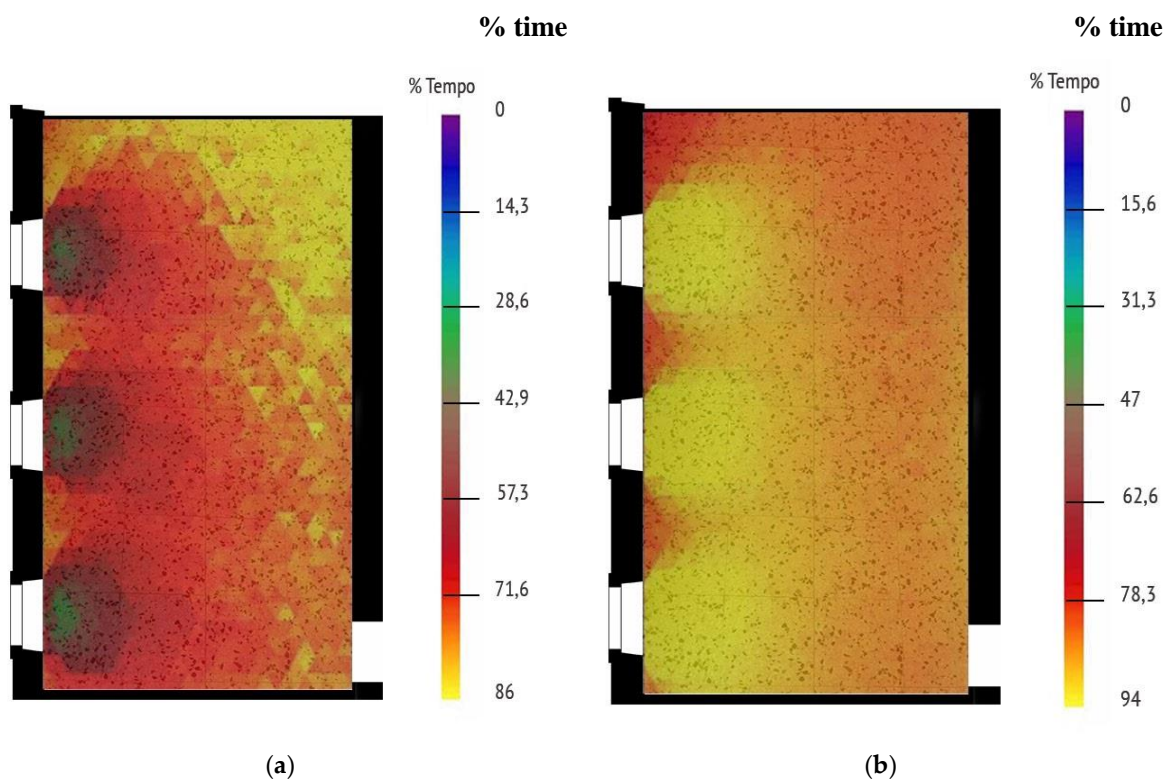 % time
% time
% Tempo
0
14,3
28,6
42,9
57,3
71,6
86
% Tempo
0
15,6
31,3
47
62,6
78,3
94
(a)
(b)